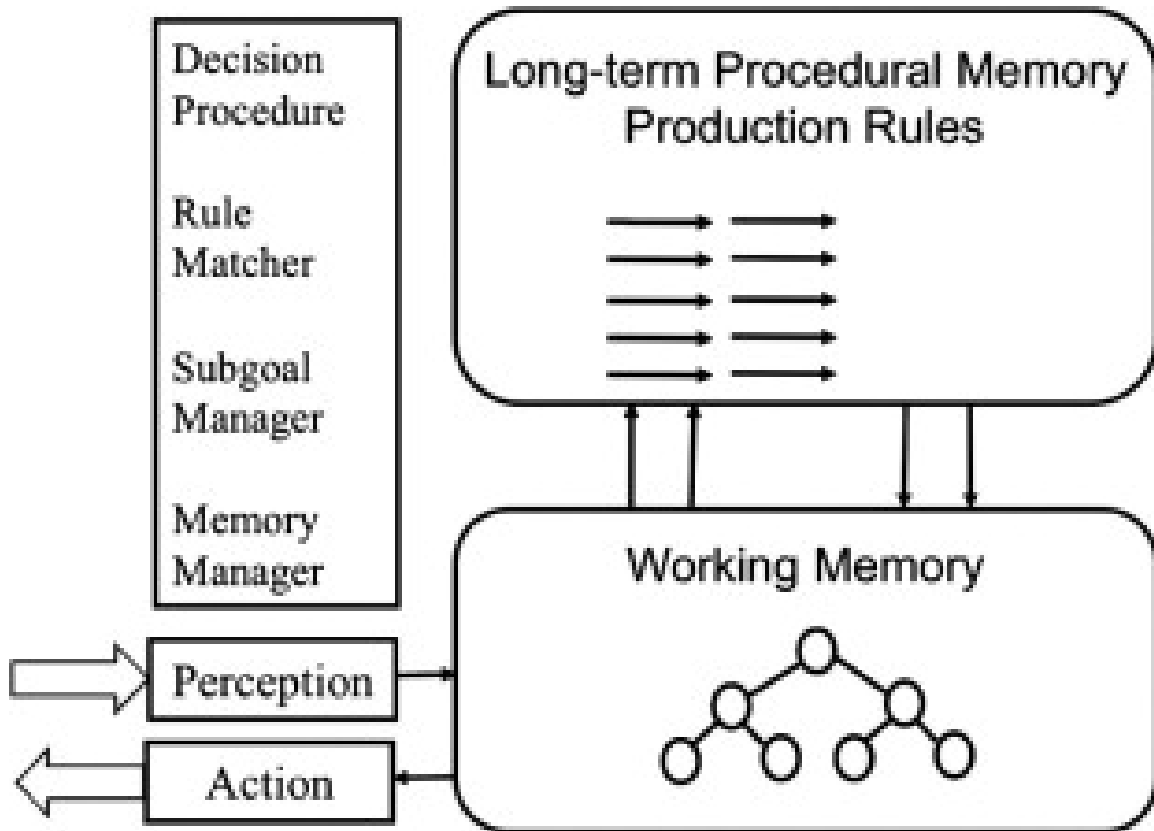 Decision
Procedure
Rule
Matcher
Subgoal
Manager
Memory
Manager
Long-term Procedural Memory
Production Rules
Working Memory
Perception
Action